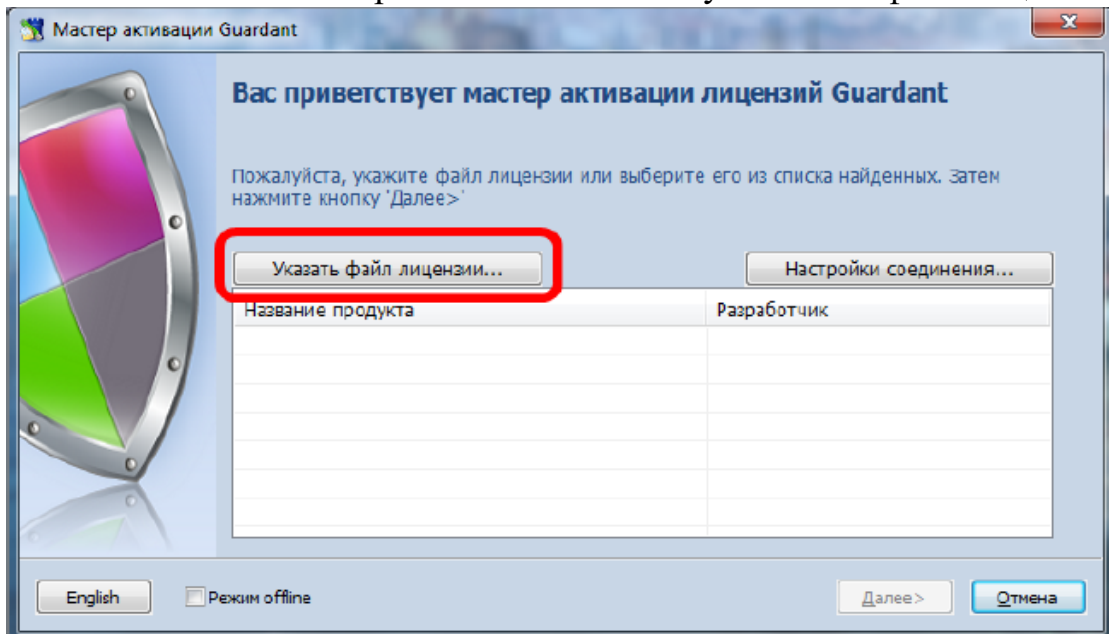 Мастер активации Guardant
Вас приветствует мастер активации лицензий Guardant
Пожалуйста, укажите файл лицензии или выберите его из списка найденных. Затем
нажмите кнопку 'Далее>'
Указать файл лицензии...
Настройки соединения...
Название продукта
Разработчик
English
Режим offline
Далее>
Отмена